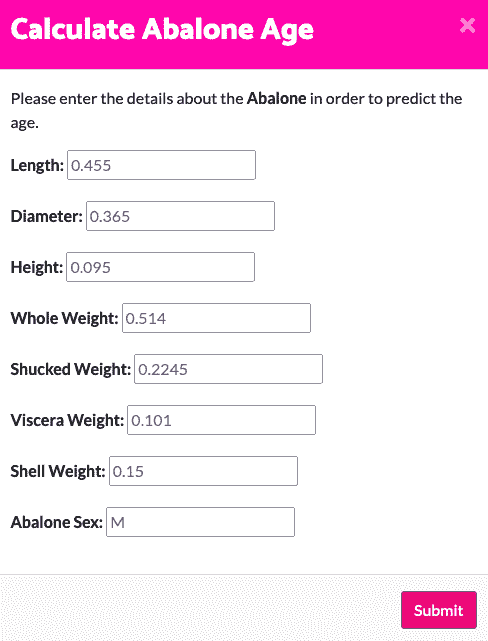 Calculate Abalone Age ×
Please enter the details about the Abalone in order to predict the
age.
Length: 0.455
Diameter: 0.365
Height: 0.095
Whole Weight: 0.514
Shucked Weight: 0.2245
Viscera Weight: 0.101
Shell Weight: 0.15
Abalone Sex: M
Submit